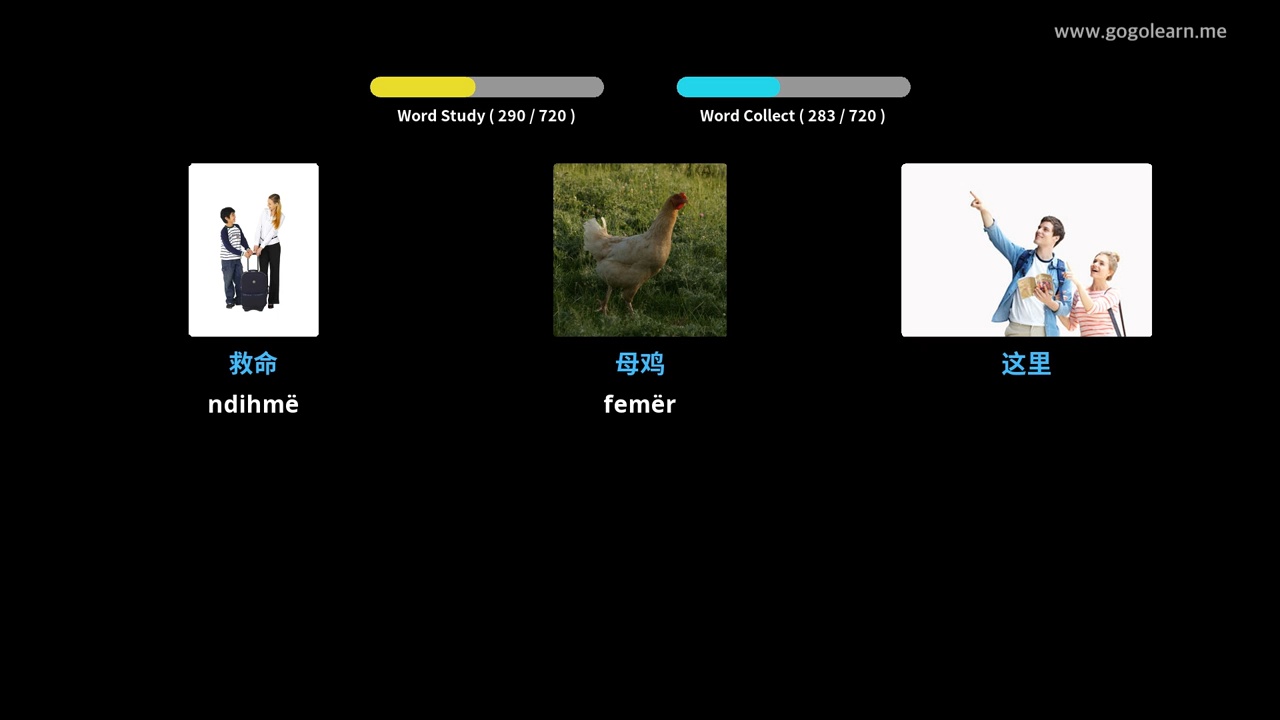 www.gogolearn.me
Word Study ( 290 / 720 )
Word Collect ( 283 / 720 )
救命
母鸡
这里
ndihmë
femër